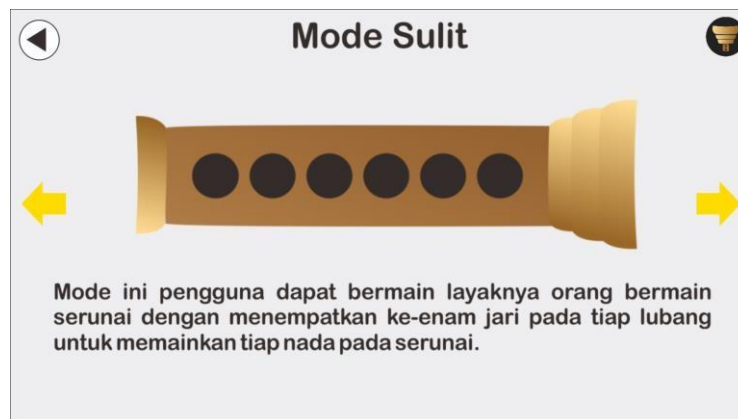 Mode Sulit
Mode ini pengguna dapat bermain layaknya orang bermain
serunai dengan menempatkan ke-enam jari pada tiap lubang
untuk memainkan tiap nada pada serunai.